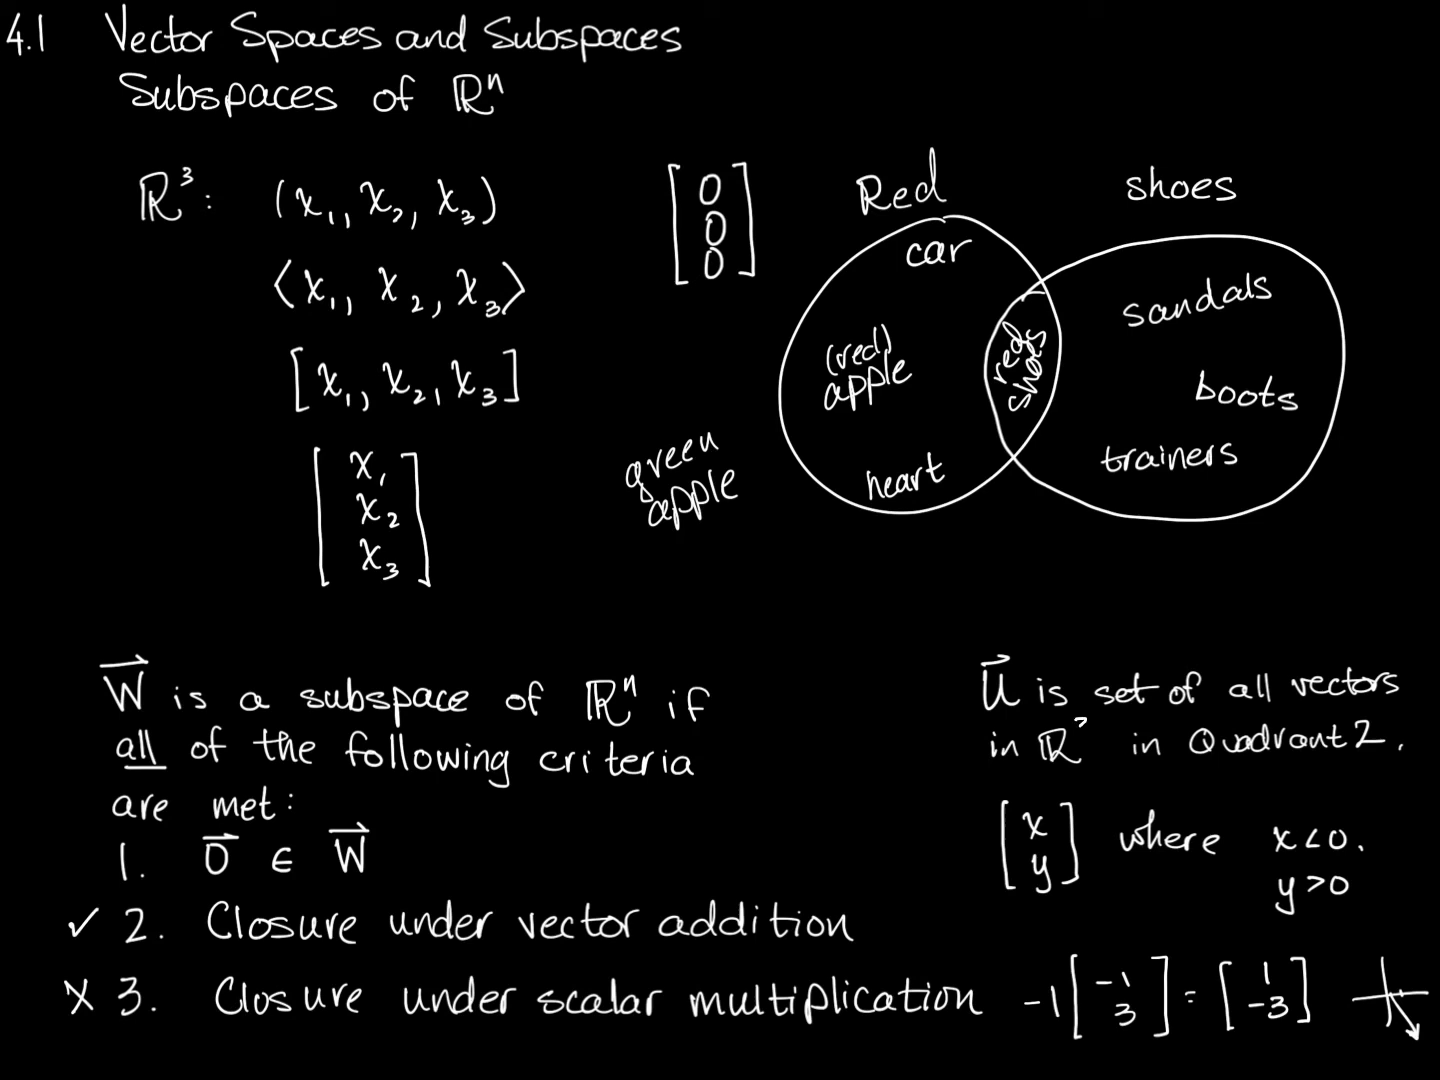 4.1 Vector Spaces and Subspaces
Subspaces of ℝⁿ
ℝ³: (x₁, x₂, x₃)
⟨x₁, x₂, x₃⟩
[x₁, x₂, x₃]
[x₁
x₂
x₃]
[0
0
0]
Red
shoes
car
(red)
apple
heart
red
shoes
sandals
boots
trainers
green
apple
W⃗ is a subspace of ℝⁿ if
all of the following criteria
are met:
1. 0⃗ ∈ W⃗
✓ 2. Closure under vector addition
X 3. Closure under scalar multiplication
U⃗ is set of all vectors
in ℝ² in Quadrant 2.
[x
y] where x<0.
y>0
-1[-1
3] = [1
-3]